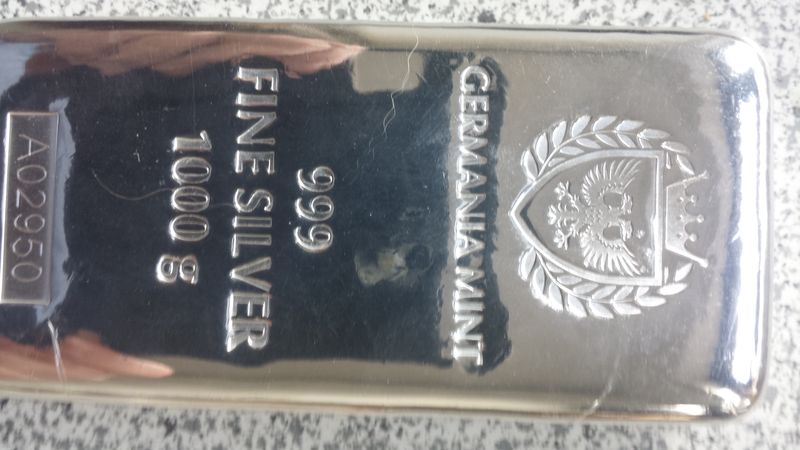 GERMANIA MINT
999
FINE SILVER
1000 g
A02950